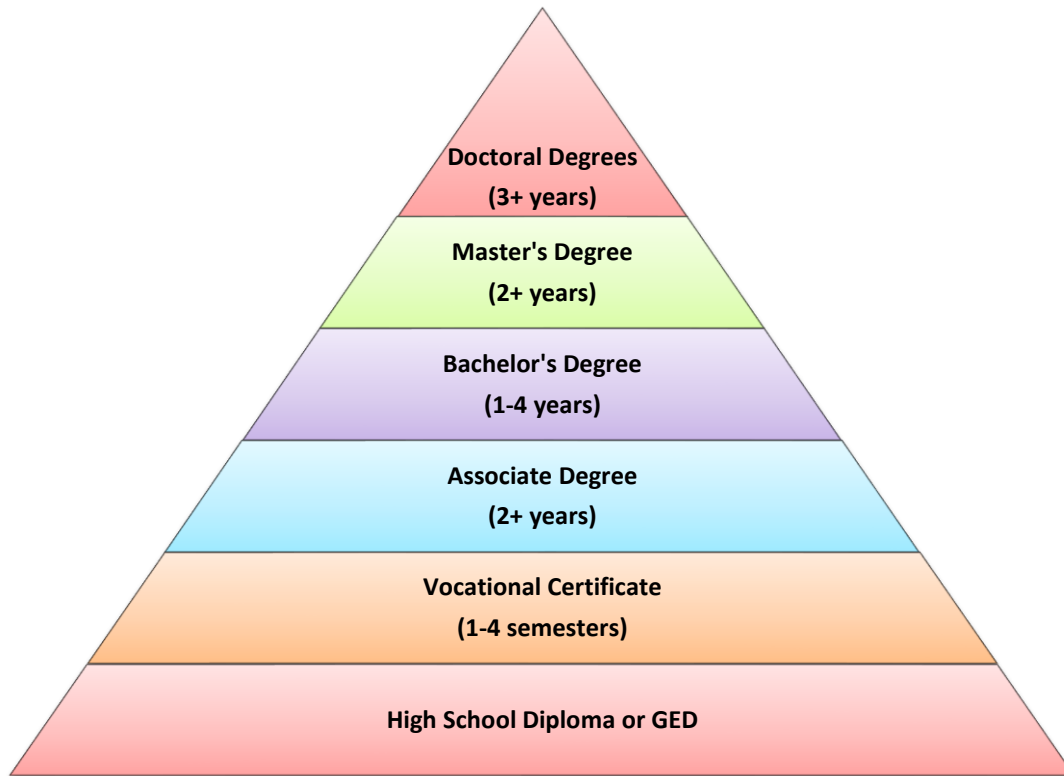 Doctoral Degrees
(3+ years)
Master's Degree
(2+ years)
Bachelor's Degree
(1-4 years)
Associate Degree
(2+ years)
Vocational Certificate
(1-4 semesters)
High School Diploma or GED